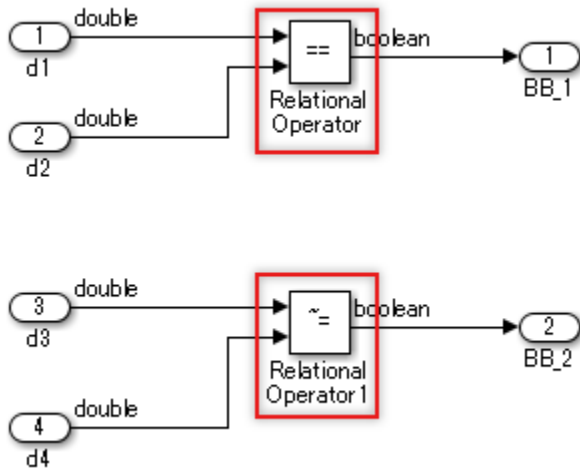 double
1
d1
double
2
d2
==
boolean
Relational
Operator
1
BB_1
double
3
d3
double
4
d4
~=
boolean
Relational
Operator1
2
BB_2